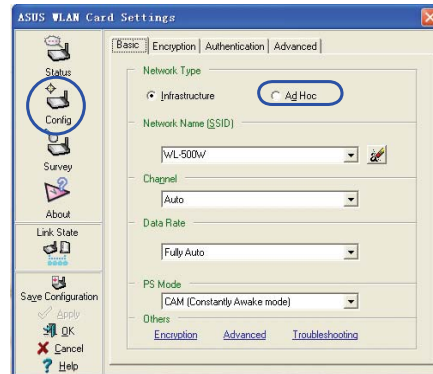 ASUS WLAN Card Settings
Status
Config
Survey
About
Link State
Save Configuration
Apply
OK
Cancel
Help
Basic Encryption Authentication Advanced
Network Type
Infrastructure Ad Hoc
Network Name (SSID)
WL-500W
Channel
Auto
Data Rate
Fully Auto
PS Mode
CAM (Constantly Awake mode)
Others
Encryption Advanced Troubleshooting